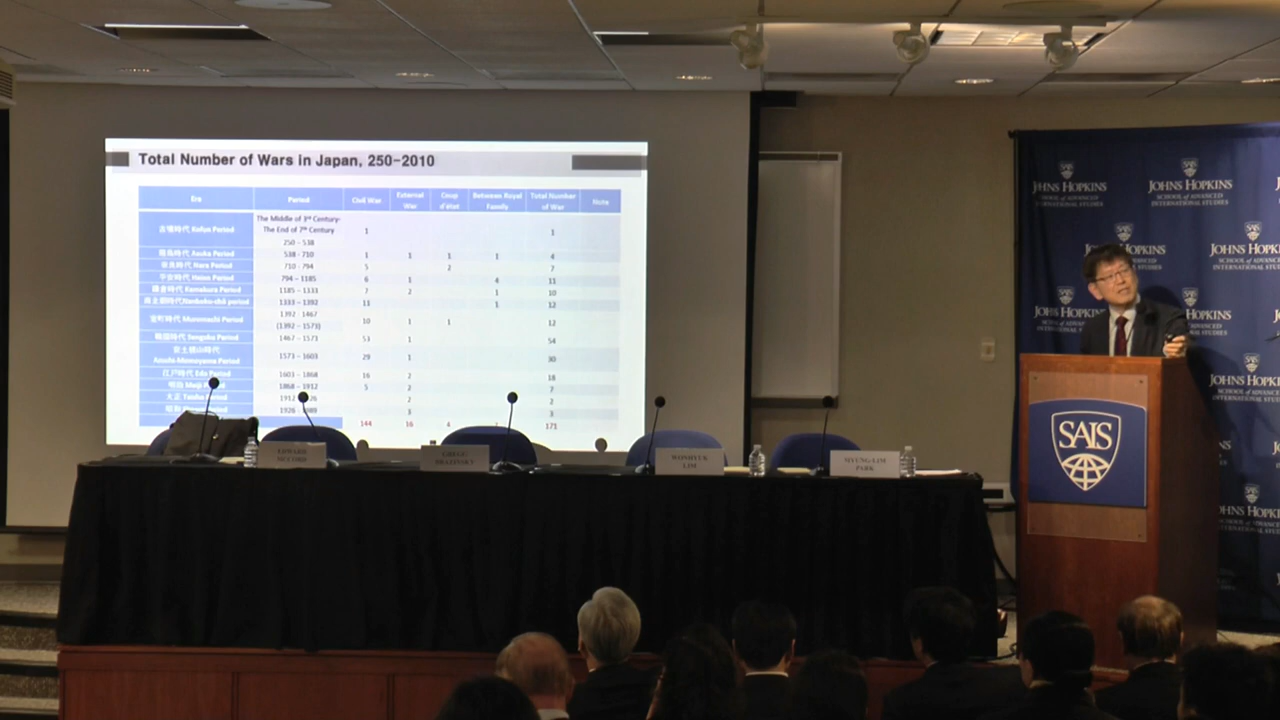 Total Number of Wars in Japan, 250-2010
Era Period Civil War External War Coup d'état Between Royal Family Total Number of War Note
古墳時代 Kofun Period The Middle of 3rd Century- The End of 7th Century 250 - 538 1 1
飛鳥時代 Asuka Period 538 - 710 1 1 1 1 4
奈良時代 Nara Period 710 - 794 5 2 7
平安時代 Heian Period 794 - 1185 6 1 4 11
鎌倉時代 Kamakura Period 1185 - 1333 7 2 1 10
南北朝時代 Nanboku-chō period 1333 - 1392 11 1 12
室町時代 Muromachi Period 1392 - 1467 (1392 - 1573) 10 1 1 12
戦国時代 Sengoku Period 1467 - 1573 53 1 54
安土桃山時代 Azuchi-Momoyama Period 1573 - 1603 29 1 30
江戸時代 Edo Period 1603 - 1868 16 2 18
明治 Meiji Period 1868 - 1912 5 2 7
大正 Taisho Period 1912 2 2
1926 3 3
144 16 4 171
WONHYUK LIM
MYUNG-LIM PARK
SAIS
JOHNS HOPKINS
SCHOOL of ADVANCED
INTERNATIONAL STUDIES